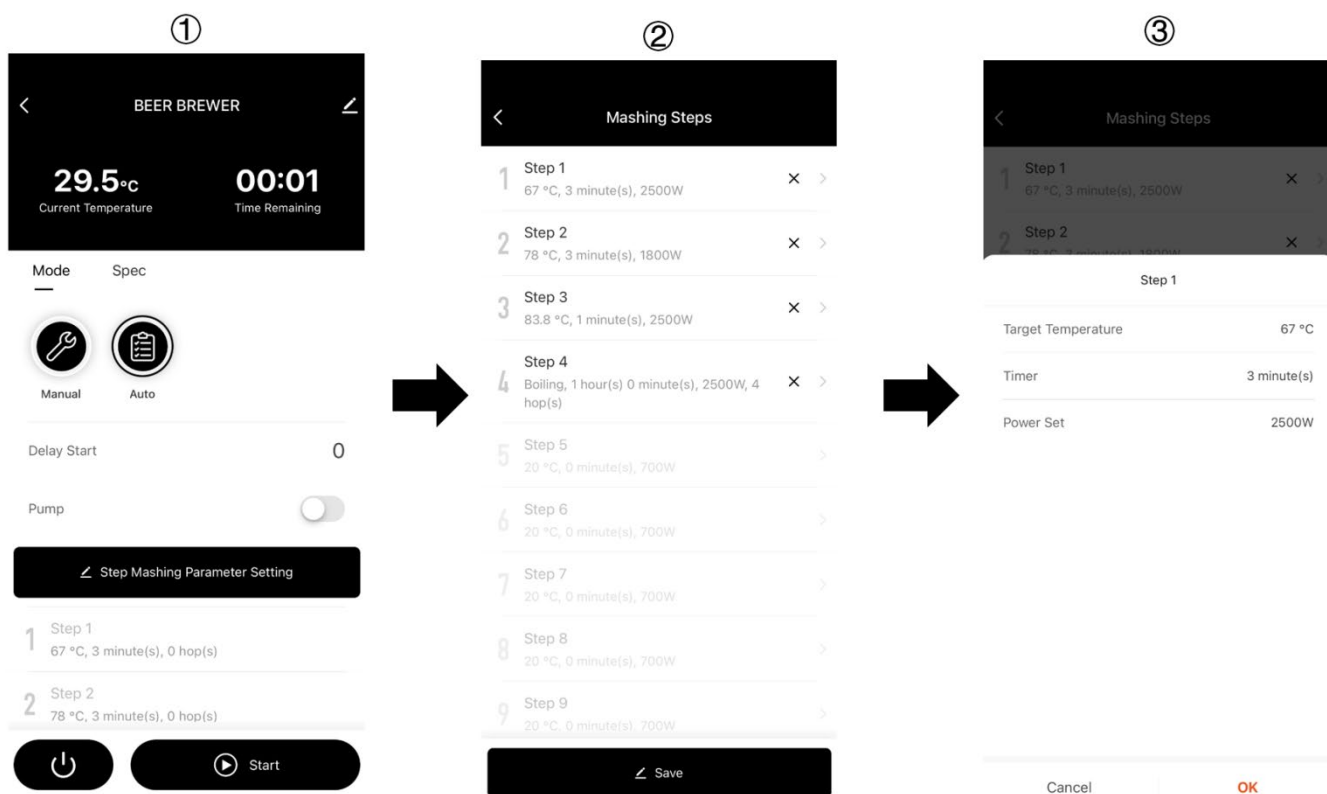 ①
BEER BREWER
29.5°C
00:01
Current Temperature
Time Remaining
Mode
Spec
Manual
Auto
Delay Start
0
Pump
Step Mashing Parameter Setting
1
Step 1
67 °C, 3 minute(s), 0 hop(s)
2
Step 2
78 °C, 3 minute(s), 0 hop(s)
Start
②
Mashing Steps
1
Step 1
67 °C, 3 minute(s), 2500W
2
Step 2
78 °C, 3 minute(s), 1800W
3
Step 3
83.8 °C, 1 minute(s), 2500W
4
Step 4
Boiling, 1 hour(s) 0 minute(s), 2500W, 4
hop(s)
5
Step 5
20 °C, 0 minute(s), 700W
6
Step 6
20 °C, 0 minute(s), 700W
7
Step 7
20 °C, 0 minute(s), 700W
8
Step 8
20 °C, 0 minute(s), 700W
9
Step 9
20 °C, 0 minute(s), 700W
Save
③
Mashing Steps
1
Step 1
67 °C, 3 minute(s), 2500W
2
Step 2
78 °C, 3 minute(s), 1800W
Step 1
Target Temperature
67 °C
Timer
3 minute(s)
Power Set
2500W
Cancel
OK